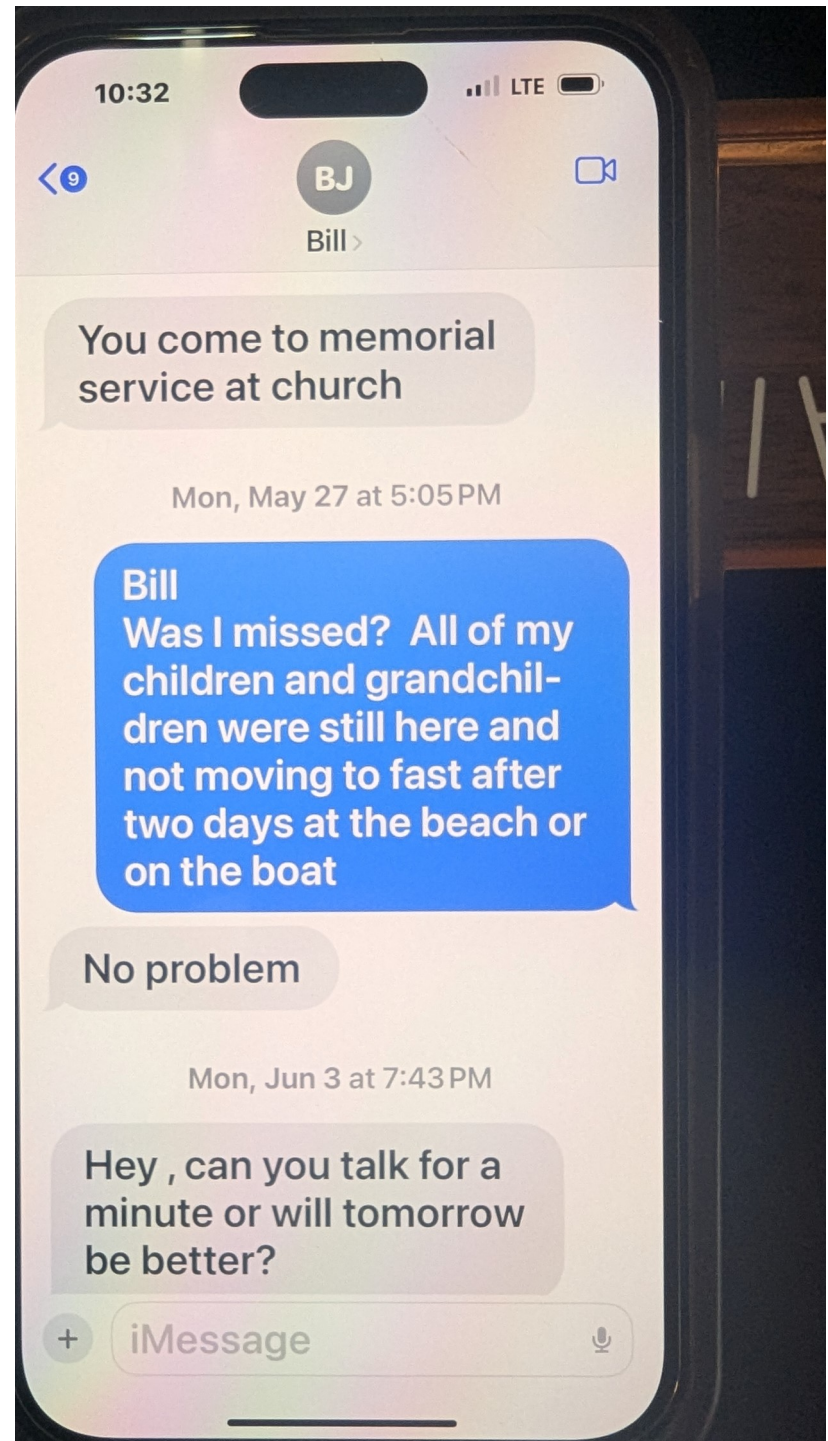 10:32
LTE
9
BJ
Bill
You come to memorial
service at church
Mon, May 27 at 5:05 PM
Bill
Was I missed?  All of my
children and grandchil-
dren were still here and
not moving to fast after
two days at the beach or
on the boat
No problem
Mon, Jun 3 at 7:43 PM
Hey , can you talk for a
minute or will tomorrow
be better?
iMessage